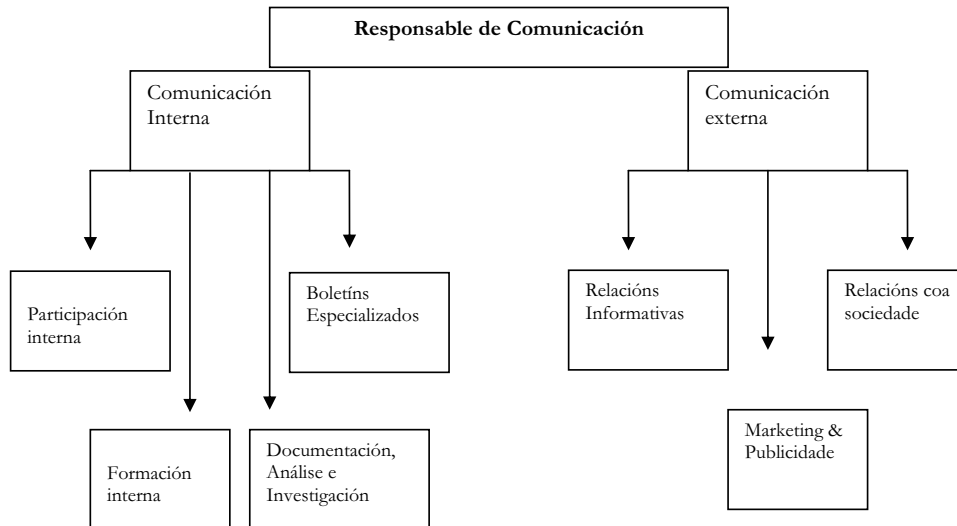 Responsable de Comunicación
Comunicación
Interna
Comunicación
externa
Participación
interna
Boletíns
Especializados
Relacións
Informativas
Relacións coa
sociedade
Formación
interna
Documentación,
Análise e
Investigación
Marketing &
Publicidade